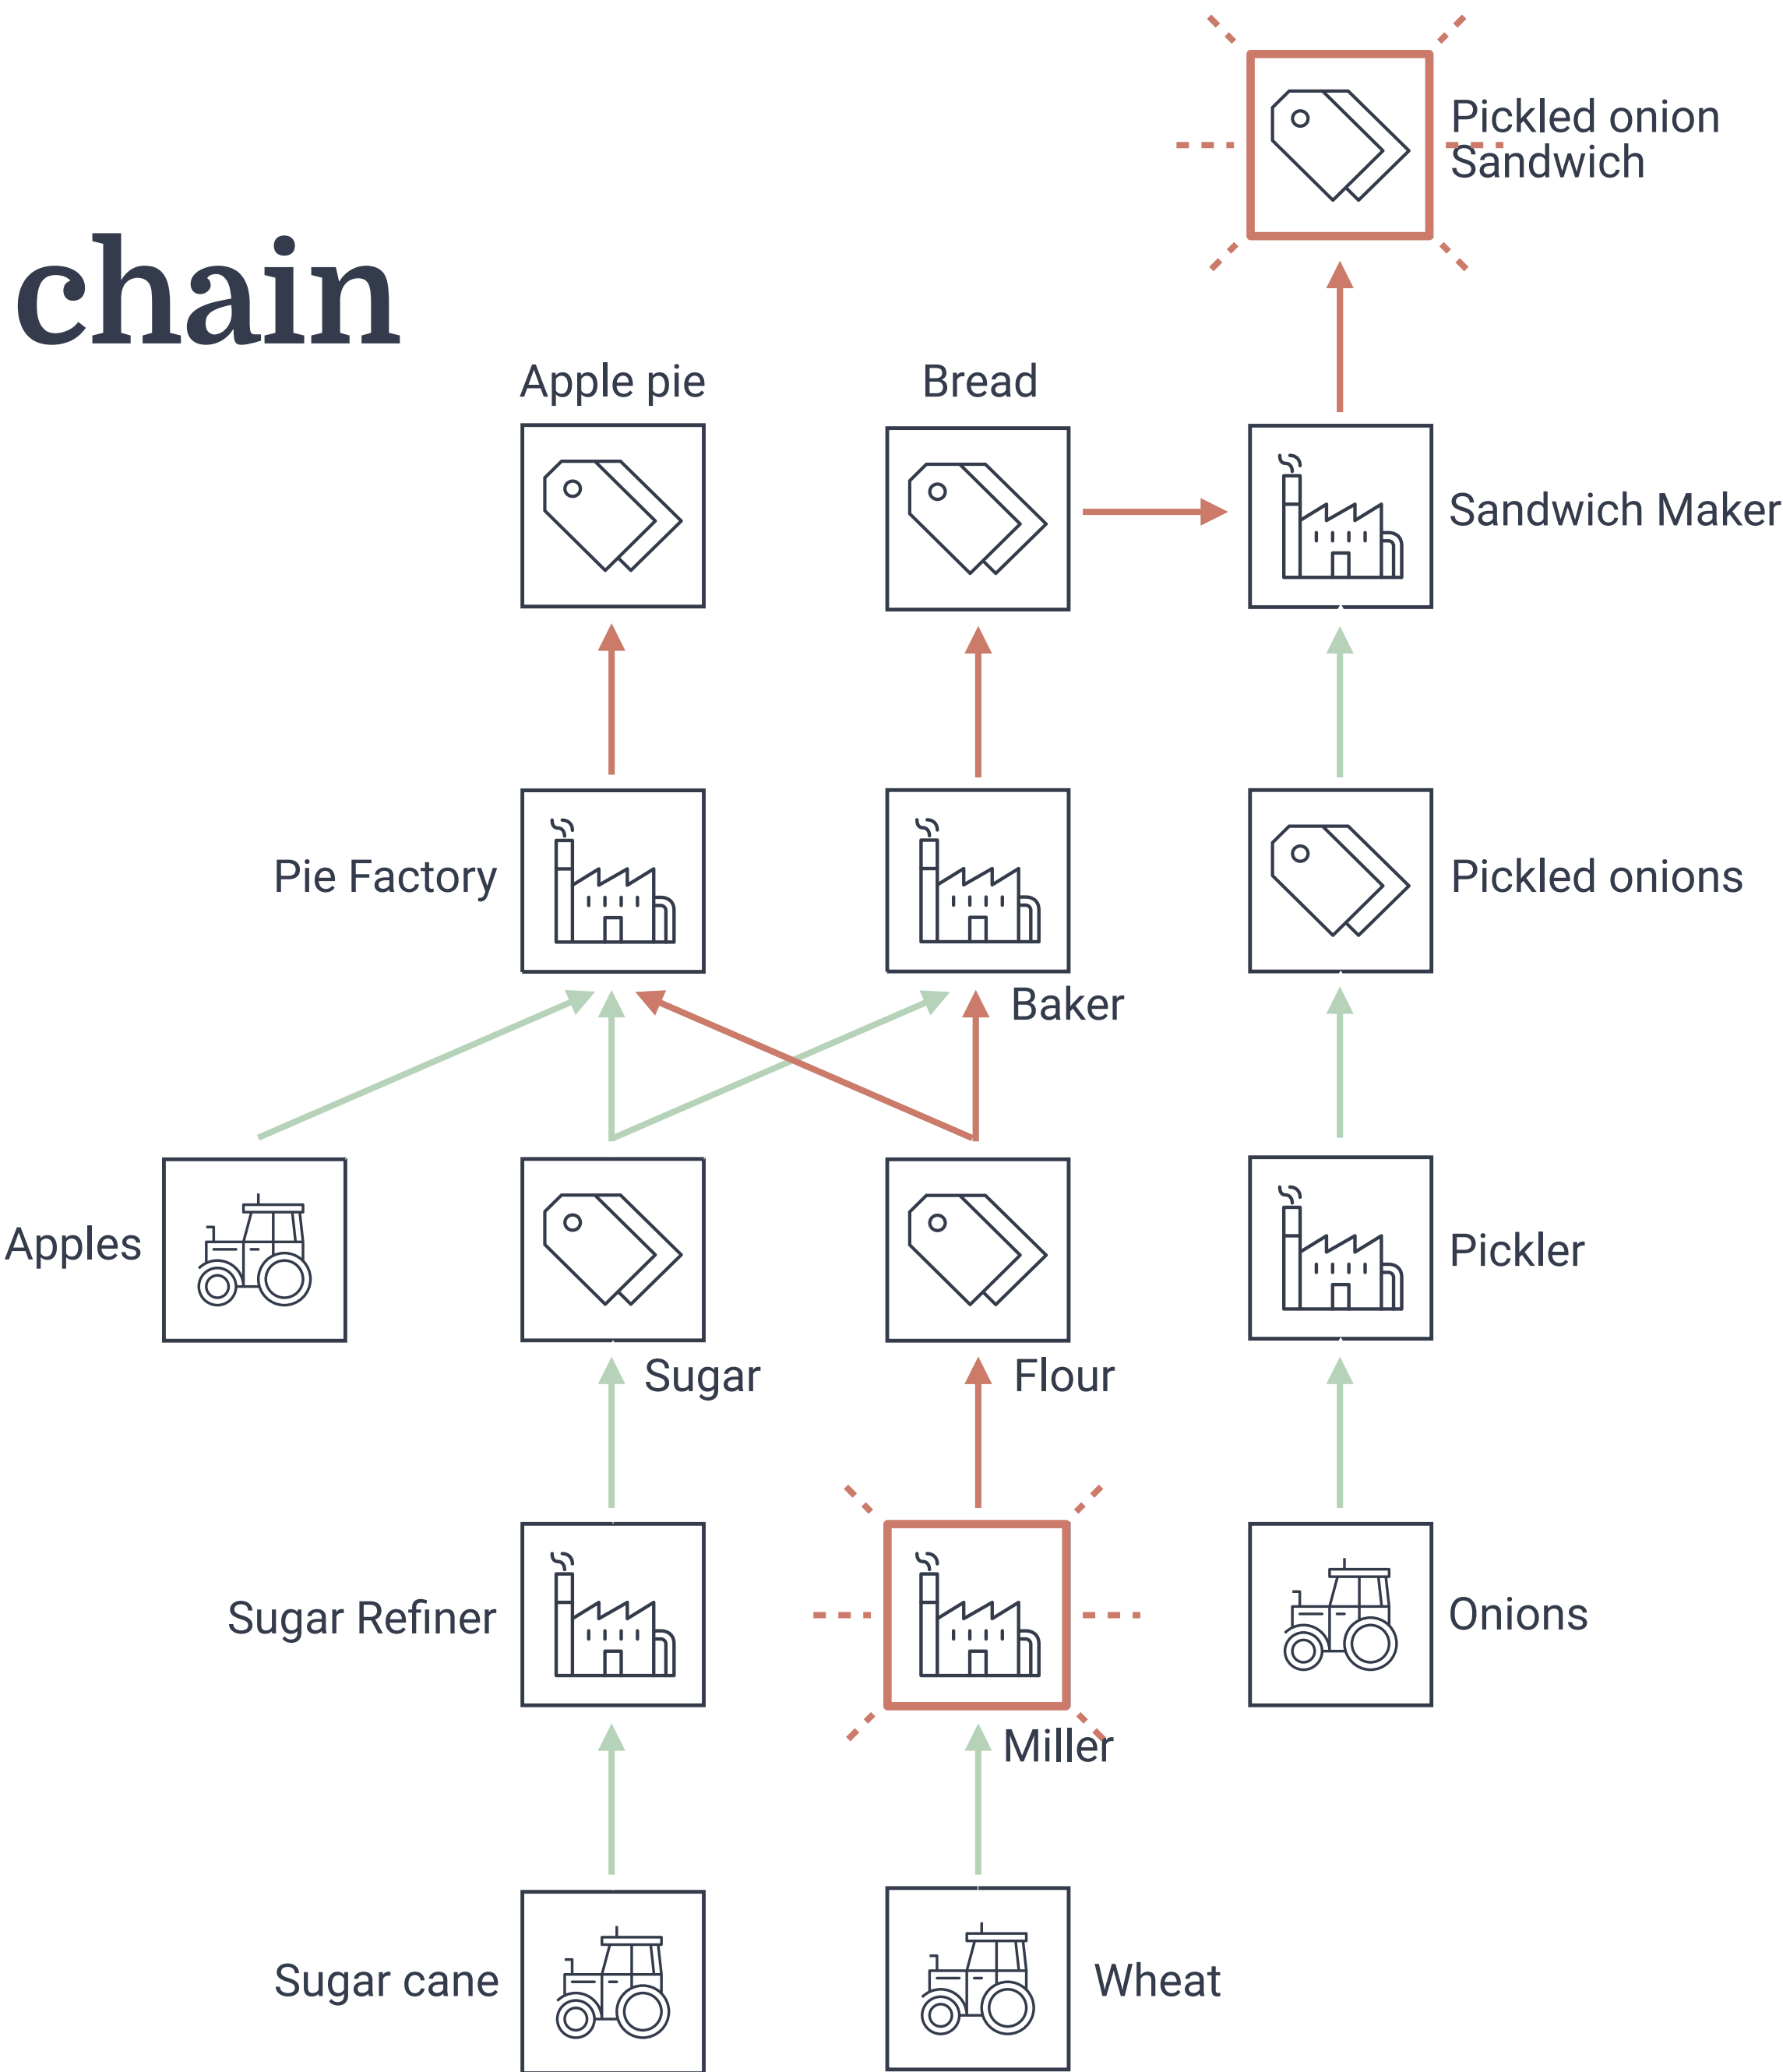 Pickled onion
Sandwich
chain
Apple pie
Bread
Sandwich Maker
Pie Factory
Pickled onions
Baker
Apples
Pickler
Sugar
Flour
Sugar Refiner
Onions
Miller
Sugar cane
Wheat